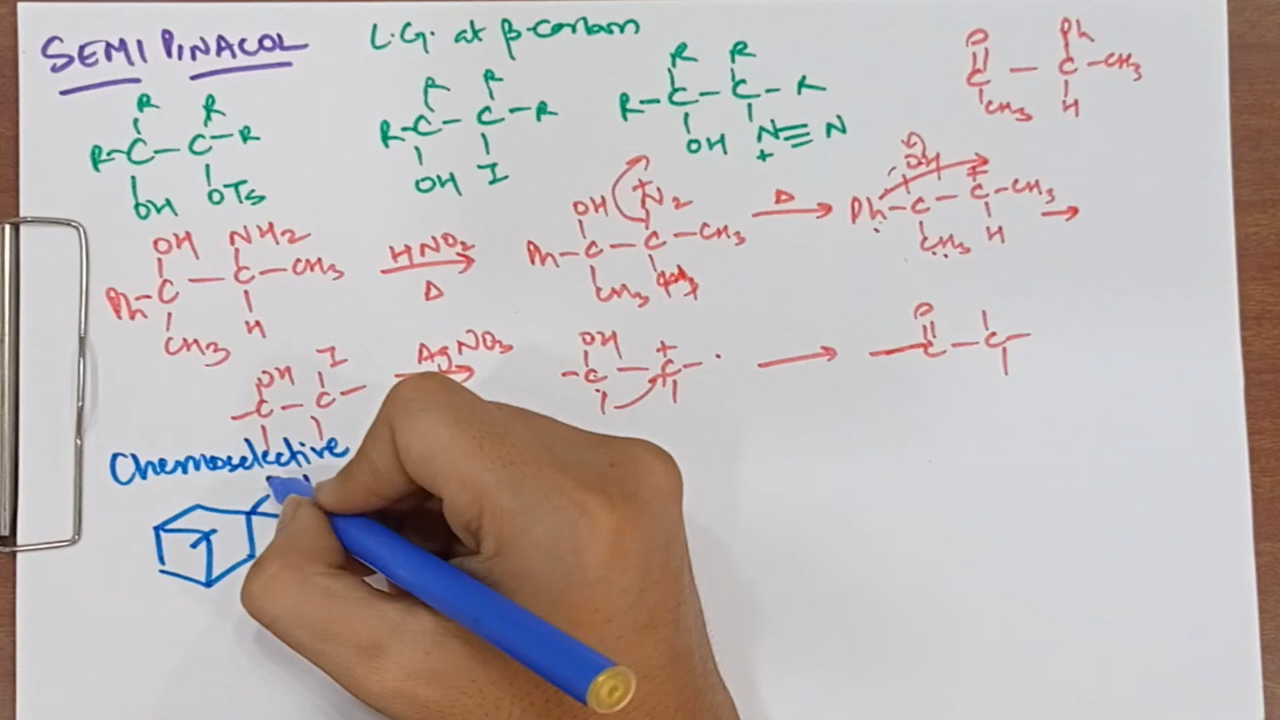 SEMI PINACOL L.G. at β-carbon
R R R R R R O Ph
R-C-C-R R-C-C-R R-C-C-R C-C-CH3
OH OTs OH I OH N≡N CH3 H
+
OH NH2 OH N2 OH +
Ph-C-C-CH3 HNO2 Ph-C-C-CH3 Δ Ph-C-C-CH3
CH3 H Δ CH3 CH3 H
OH I AgNO3 OH + O
C-C C-C C-C
Chemoselective